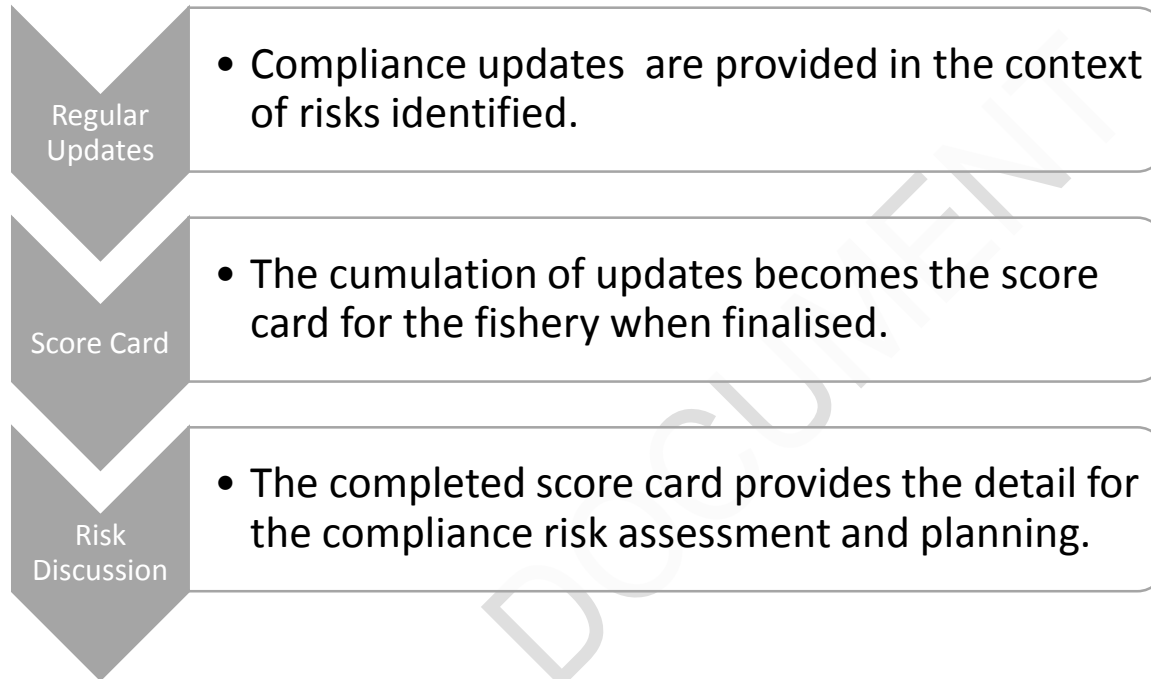 Regular
Updates
• Compliance updates  are provided in the context
of risks identified.
Score Card
• The cumulation of updates becomes the score
card for the fishery when finalised.
Risk
Discussion
• The completed score card provides the detail for
the compliance risk assessment and planning.
DOCUMENT